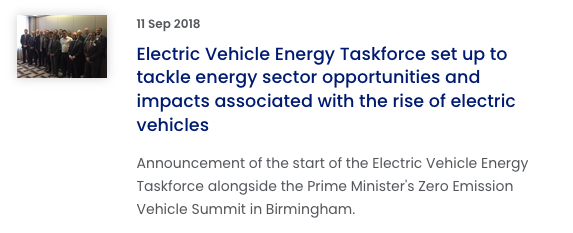 11 Sep 2018
Electric Vehicle Energy Taskforce set up to
tackle energy sector opportunities and
impacts associated with the rise of electric
vehicles
Announcement of the start of the Electric Vehicle Energy
Taskforce alongside the Prime Minister's Zero Emission
Vehicle Summit in Birmingham.